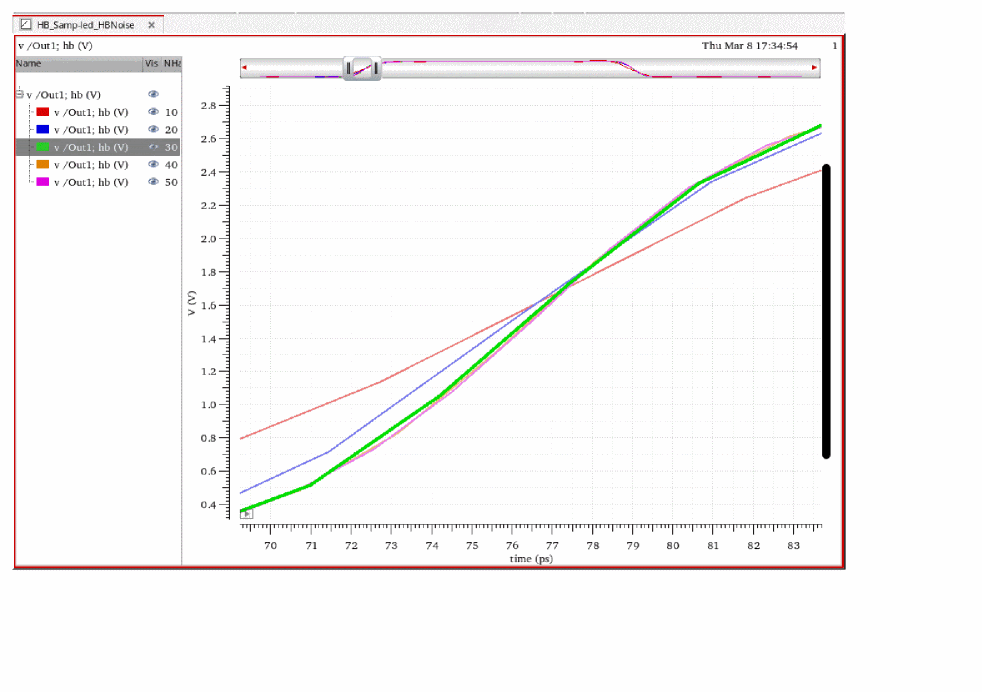 HB_Samp-led_HBNoise
v /Out1; hb (V) Thu Mar 8 17:34:54 1
Name Vis NHa
v /Out1; hb (V)
v /Out1; hb (V) 10
v /Out1; hb (V) 20
v /Out1; hb (V) 30
v /Out1; hb (V) 40
v /Out1; hb (V) 50
V (V)
2.8
2.6
2.4
2.2
2.0
1.8
1.6
1.4
1.2
1.0
0.8
0.6
0.4
70 71 72 73 74 75 76 77 78 79 80 81 82 83
time (ps)